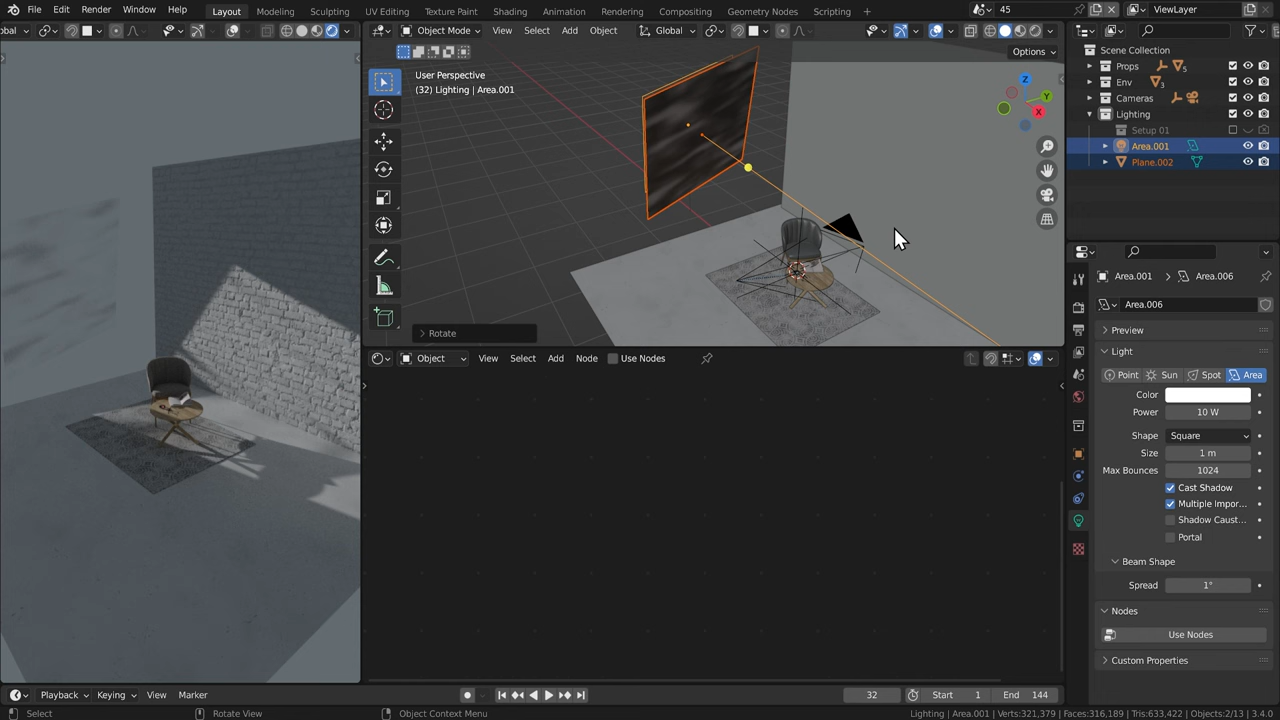 File Edit Render Window Help
Layout Modeling Sculpting UV Editing Texture Paint Shading Animation Rendering Compositing Geometry Nodes Scripting +
45
ViewLayer
bal
Object Mode View Select Add Object Global
Options
User Perspective
(32) Lighting | Area.001
Z
Y
X
Rotate
Object View Select Add Node Use Nodes
Scene Collection
Props 5
Env 3
Cameras
Lighting
Setup 01
Area.001
Plane.002
Area.001 Area.006
Area.006
Preview
Light
Point Sun Spot Area
Color
Power 10 W
Shape Square
Size 1 m
Max Bounces 1024
Cast Shadow
Multiple Impor...
Shadow Caust...
Portal
Beam Shape
Spread 1°
Nodes
Use Nodes
Custom Properties
Playback Keying View Marker
32 Start 1 End 144
Select Rotate View Object Context Menu
Lighting | Area.001 | Verts:321,379 | Faces:316,189 | Tris:633,422 | Objects:2/13 | 3.4.0